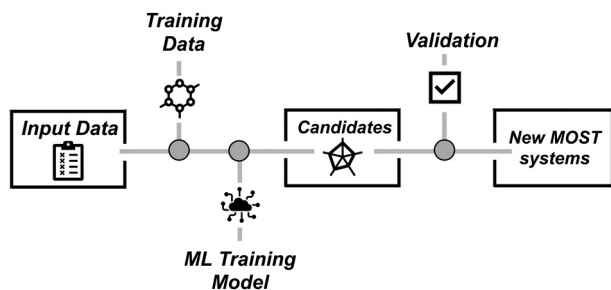 Training
Data
Validation
Input Data
Candidates
New MOST
systems
ML Training
Model